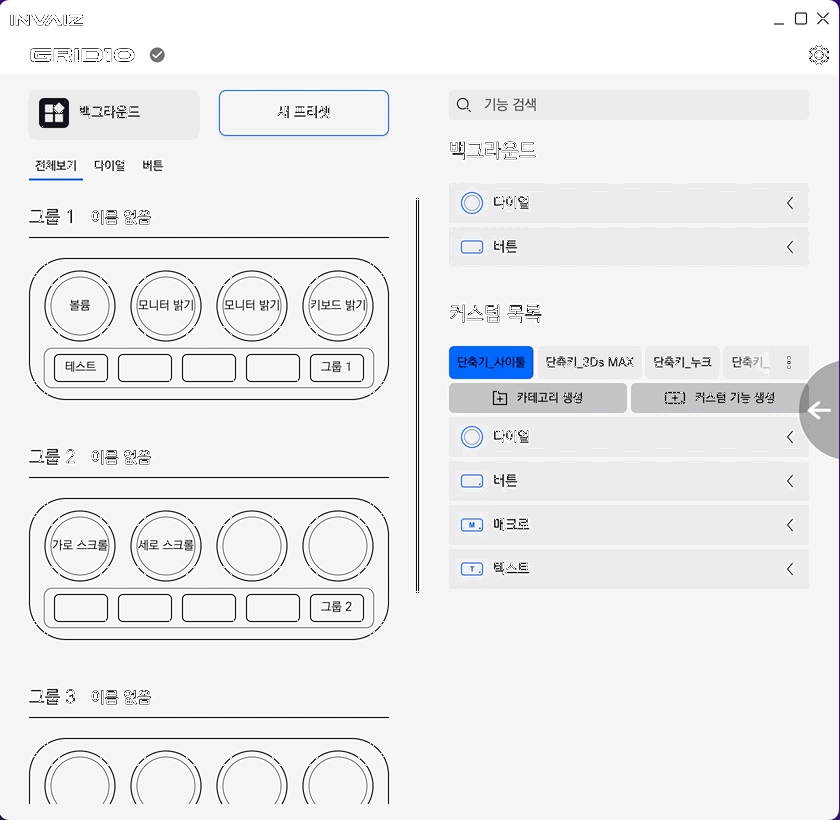 INVAIZ
GRID10
백그라운드
새 프리셋
전체보기 다이얼 버튼
그룹 1 이름 없음
볼륨 모니터 밝기 모니터 밝기 키보드 밝기
테스트 그룹 1
그룹 2 이름 없음
가로 스크롤 세로 스크롤
그룹 2
그룹 3 이름 없음
기능 검색
백그라운드
다이얼
버튼
커스텀 목록
단축기_사이툴 단축키_3Ds MAX 단축키_누크 단축키_
카테고리 생성 커스텀 기능 생성
다이얼
버튼
M 매크로
T 텍스트